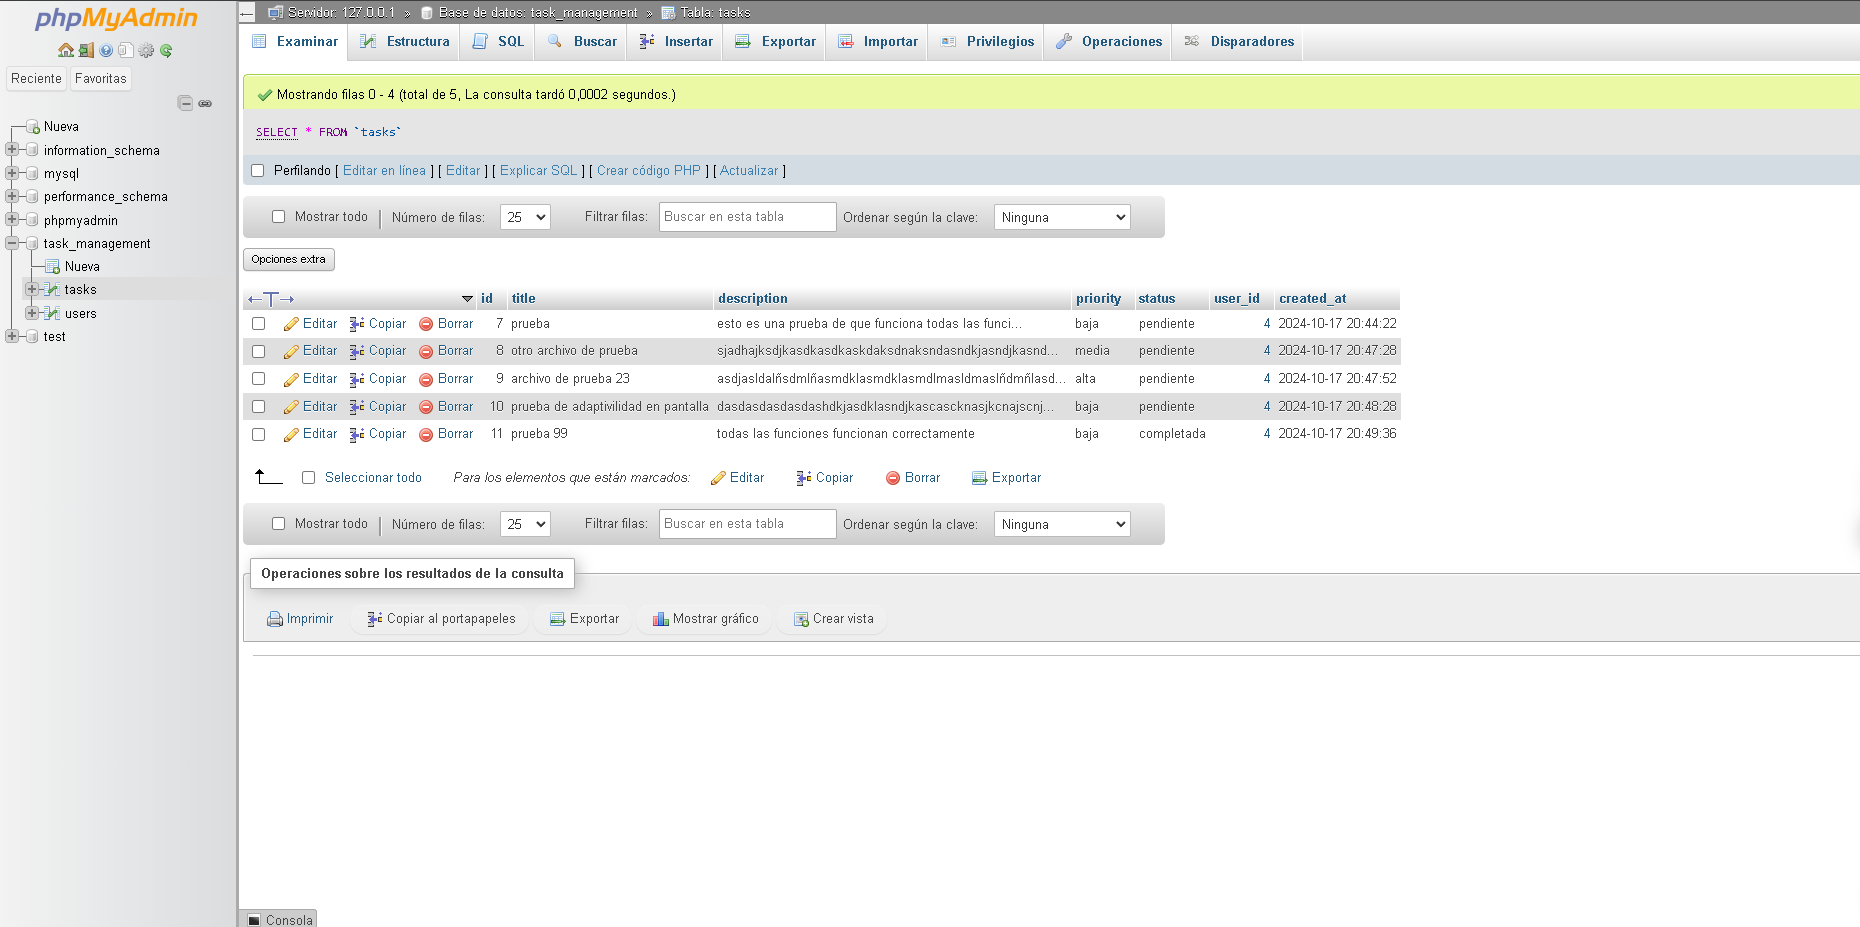 phpMyAdmin
Reciente Favoritas
Nueva
information_schema
mysql
performance_schema
phpmyadmin
task_management
Nueva
tasks
users
test
Servidor: 127.0.0.1 » Base de datos: task_management » Tabla: tasks
Examinar Estructura SQL Buscar Insertar Exportar Importar Privilegios Operaciones Disparadores
Mostrando filas 0 - 4 (total de 5, La consulta tardó 0,0002 segundos.)
SELECT * FROM `tasks`
Perfilando [ Editar en línea ] [ Editar ] [ Explicar SQL ] [ Crear código PHP ] [ Actualizar ]
Mostrar todo | Número de filas: 25 Filtrar filas: Buscar en esta tabla Ordenar según la clave: Ninguna
Opciones extra
←T→ id title description priority status user_id created_at
Editar Copiar Borrar 7 prueba esto es una prueba de que funciona todas las funci... baja pendiente 4 2024-10-17 20:44:22
Editar Copiar Borrar 8 otro archivo de prueba sjadhajksdjkasdkasdkaskdaksdnaksndasndkjasndjkasnd... media pendiente 4 2024-10-17 20:47:28
Editar Copiar Borrar 9 archivo de prueba 23 asdjasldalñsdmlñasmdklasmdklasmdlmasldmaslñdmñlasd... alta pendiente 4 2024-10-17 20:47:52
Editar Copiar Borrar 10 prueba de adaptivilidad en pantalla dasdasdasdasdashdkjasdklasndjkascascknasjkcnajscnj... baja pendiente 4 2024-10-17 20:48:28
Editar Copiar Borrar 11 prueba 99 todas las funciones funcionan correctamente baja completada 4 2024-10-17 20:49:36
Seleccionar todo Para los elementos que están marcados: Editar Copiar Borrar Exportar
Mostrar todo | Número de filas: 25 Filtrar filas: Buscar en esta tabla Ordenar según la clave: Ninguna
Operaciones sobre los resultados de la consulta
Imprimir Copiar al portapapeles Exportar Mostrar gráfico Crear vista
Consola